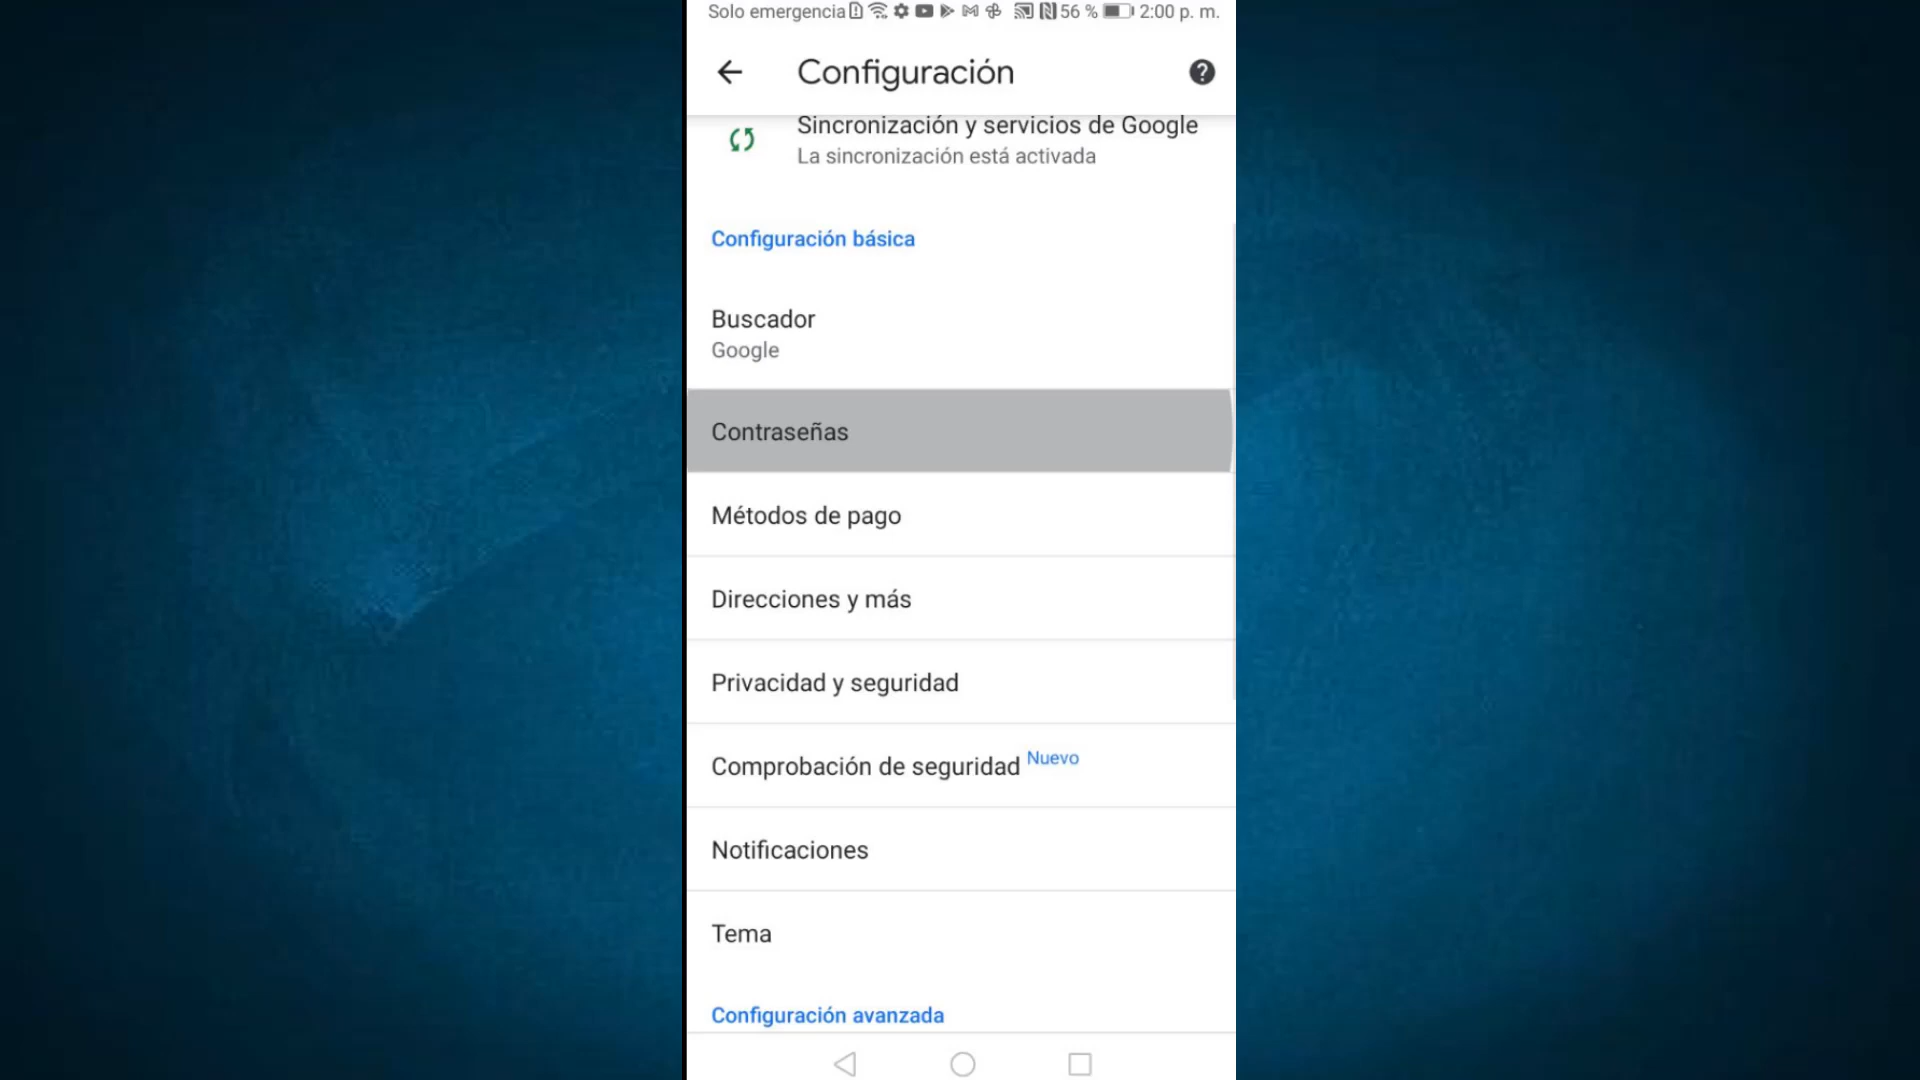 Solo emergencia 56 % 2:00 p. m.
Configuración
Sincronización y servicios de Google
La sincronización está activada
Configuración básica
Buscador
Google
Contraseñas
Métodos de pago
Direcciones y más
Privacidad y seguridad
Comprobación de seguridad Nuevo
Notificaciones
Tema
Configuración avanzada